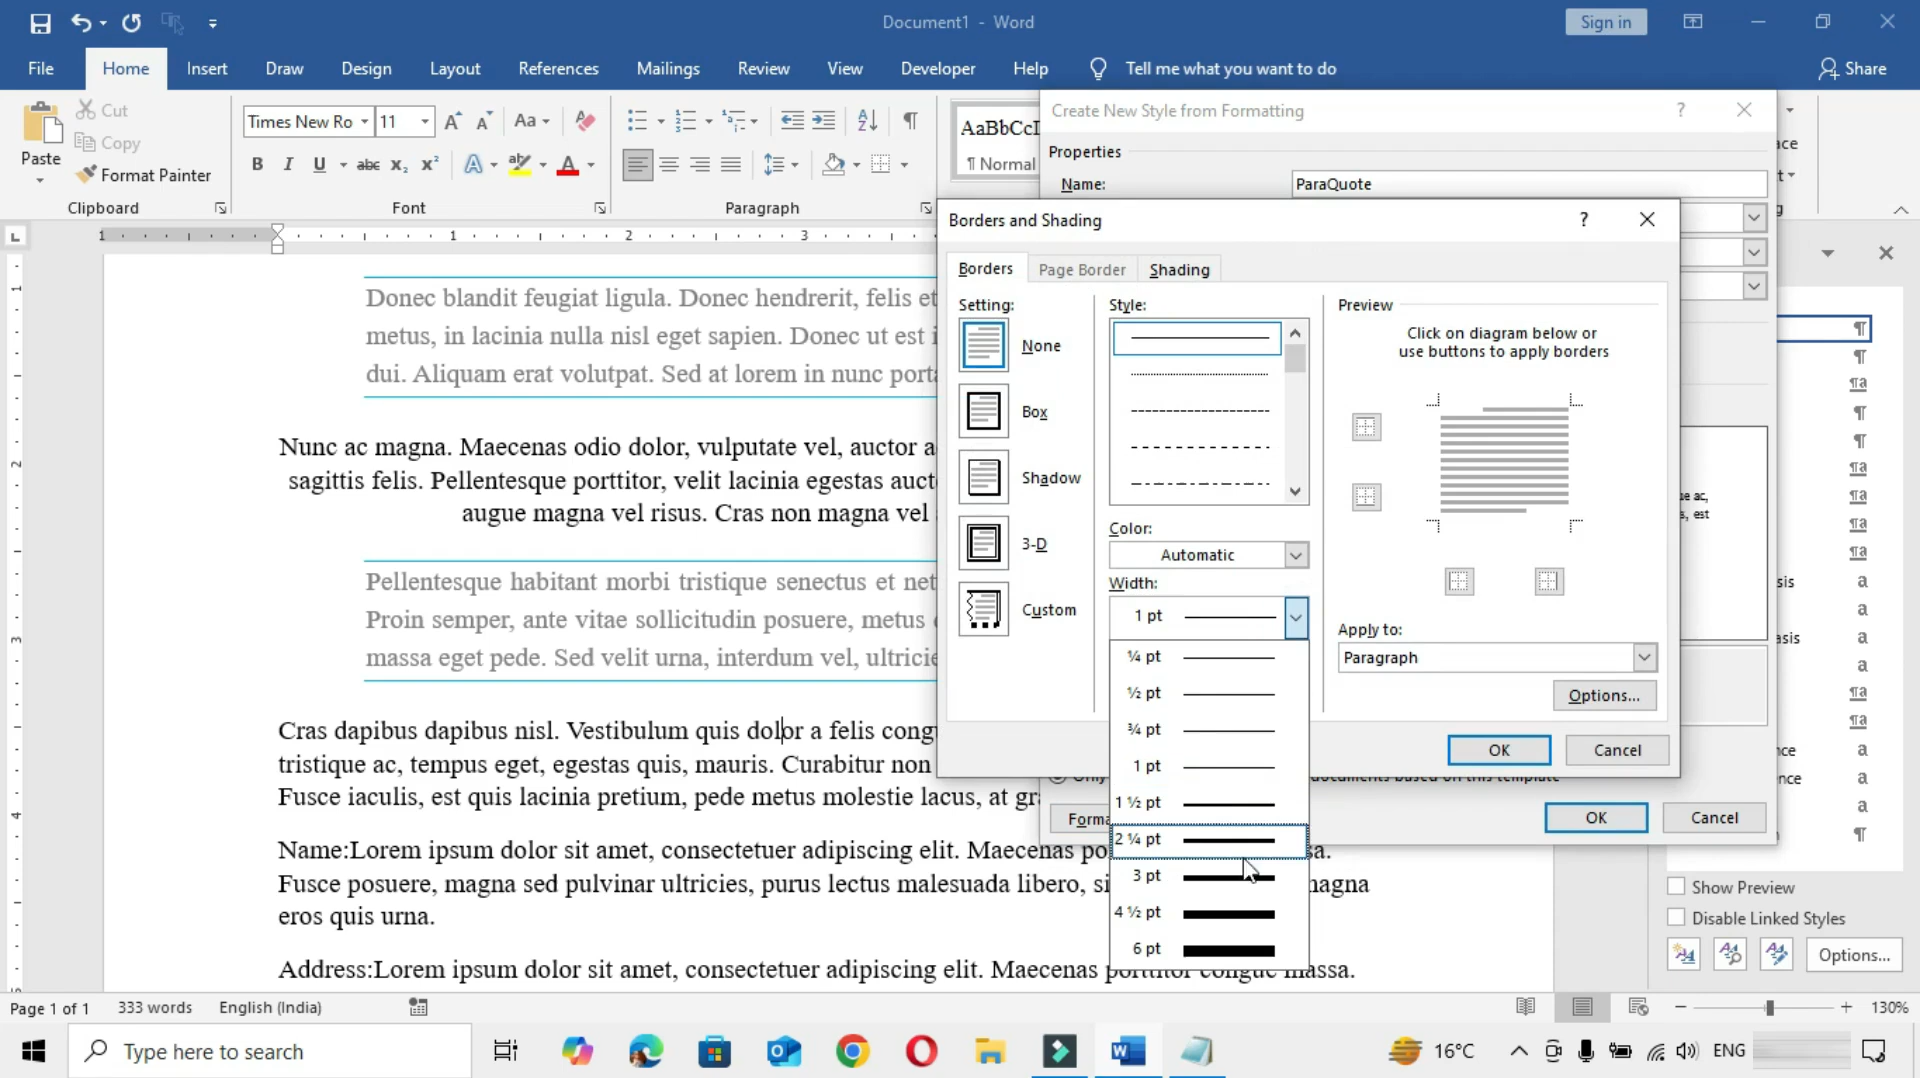 Document1 - Word
Sign in
File Home Insert Draw Design Layout References Mailings Review View Developer Help Tell me what you want to do Share
Paste
Cut
Copy
Format Painter
Clipboard
Times New Ro 11
Aa
B I U abc x₂ x²
Font
Paragraph
AaBbCcD
¶ Normal
Create New Style from Formatting
Properties
Name: ParaQuote
Borders and Shading
Borders Page Border Shading
Setting:
None
Box
Shadow
3-D
Custom
Style:
Color:
Automatic
Width:
1 pt
¼ pt
½ pt
¾ pt
1 pt
1 ½ pt
2 ¼ pt
3 pt
4 ½ pt
6 pt
Preview
Click on diagram below or
use buttons to apply borders
Apply to:
Paragraph
Options...
OK Cancel
OK Cancel
Donec blandit feugiat ligula. Donec hendrerit, felis et
metus, in lacinia nulla nisl eget sapien. Donec ut est i
dui. Aliquam erat volutpat. Sed at lorem in nunc porta
Nunc ac magna. Maecenas odio dolor, vulputate vel, auctor a
sagittis felis. Pellentesque porttitor, velit lacinia egestas auct
augue magna vel risus. Cras non magna vel
Pellentesque habitant morbi tristique senectus et net
Proin semper, ante vitae sollicitudin posuere, metus
massa eget pede. Sed velit urna, interdum vel, ultricie
Cras dapibus dapibus nisl. Vestibulum quis dolor a felis cong
tristique ac, tempus eget, egestas quis, mauris. Curabitur non
Fusce iaculis, est quis lacinia pretium, pede metus molestie lacus, at gra
Name:Lorem ipsum dolor sit amet, consectetuer adipiscing elit. Maecenas po sa.
Fusce posuere, magna sed pulvinar ultricies, purus lectus malesuada libero, si magna
eros quis urna.
Address:Lorem ipsum dolor sit amet, consectetuer adipiscing elit. Maecenas porttitor congue massa.
Show Preview
Disable Linked Styles
Options...
Page 1 of 1 333 words English (India) 130%
Type here to search
16°C ENG